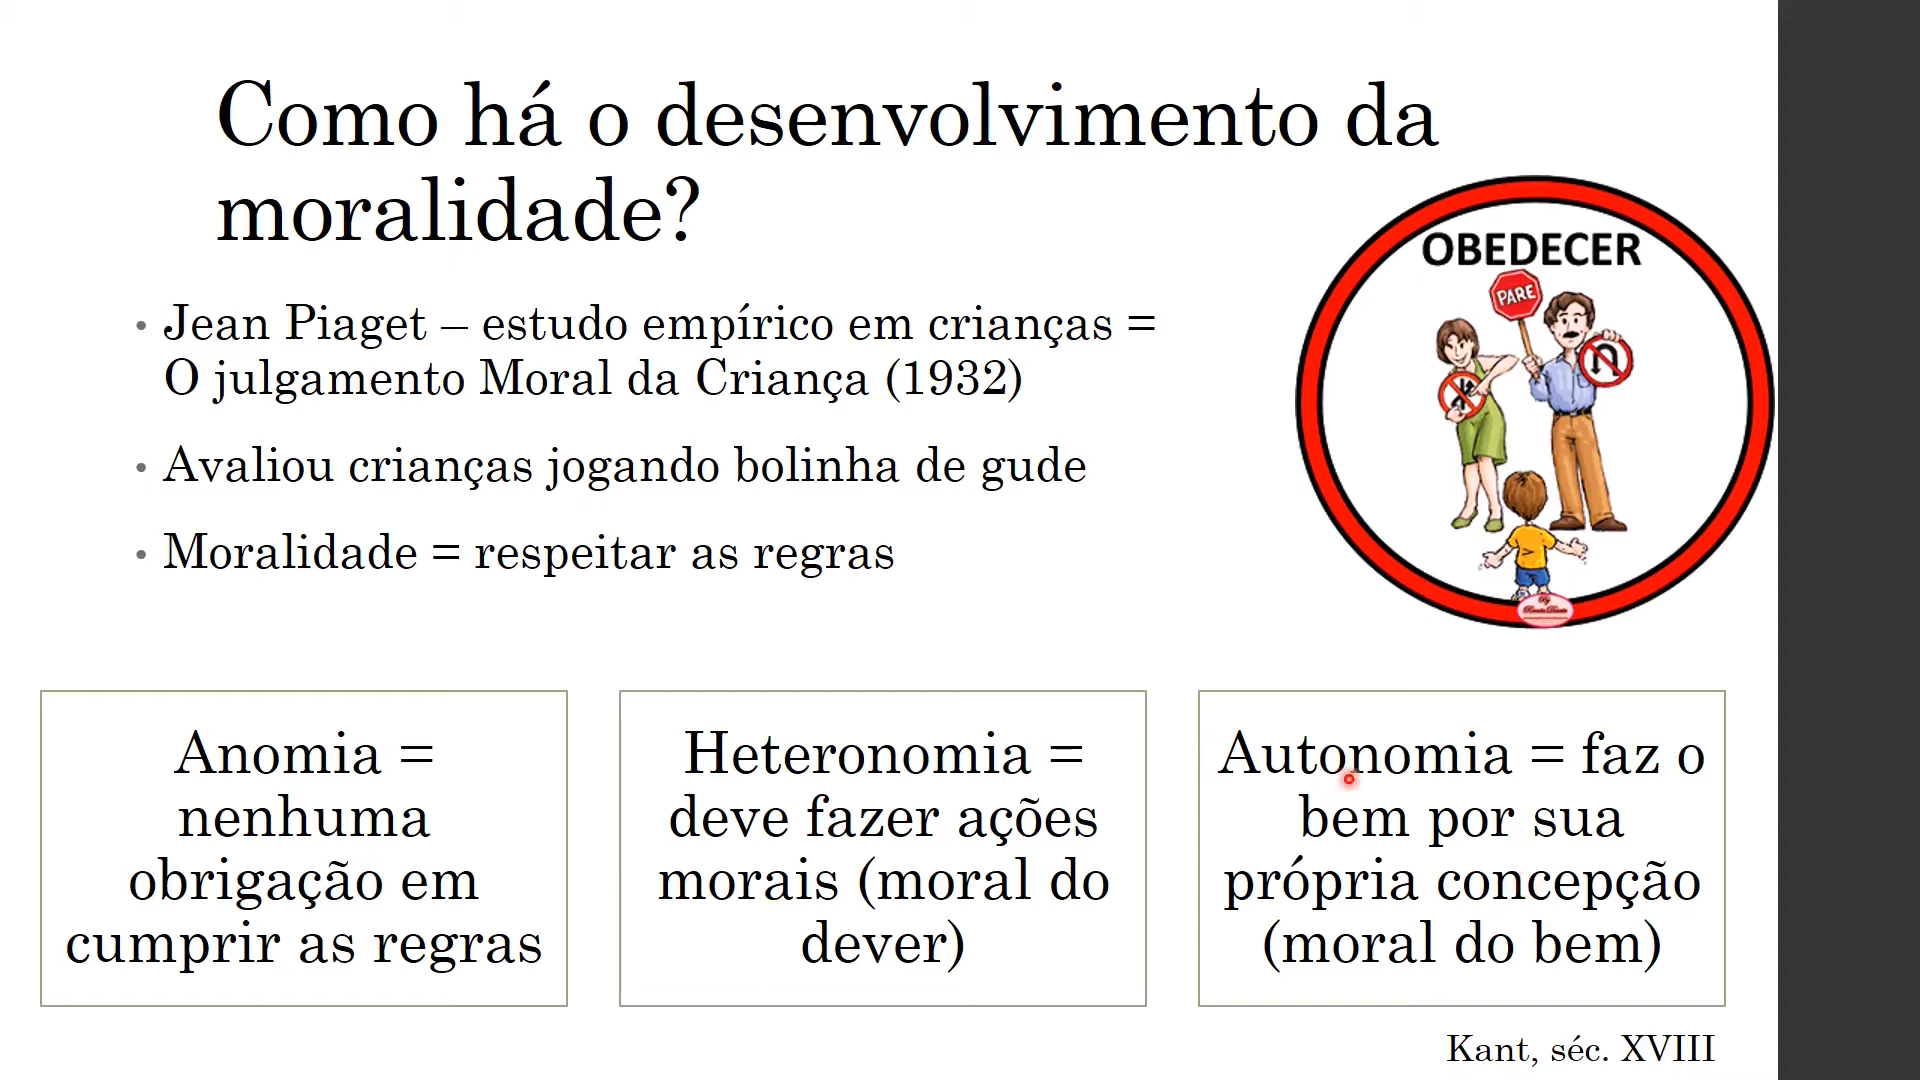 Como há o desenvolvimento da
moralidade?
• Jean Piaget – estudo empírico em crianças =
O julgamento Moral da Criança (1932)
• Avaliou crianças jogando bolinha de gude
• Moralidade = respeitar as regras
OBEDECER
PARE
Anomia =
nenhuma
obrigação em
cumprir as regras
Heteronomia =
deve fazer ações
morais (moral do
dever)
Autonomia = faz o
bem por sua
própria concepção
(moral do bem)
Kant, séc. XVIII